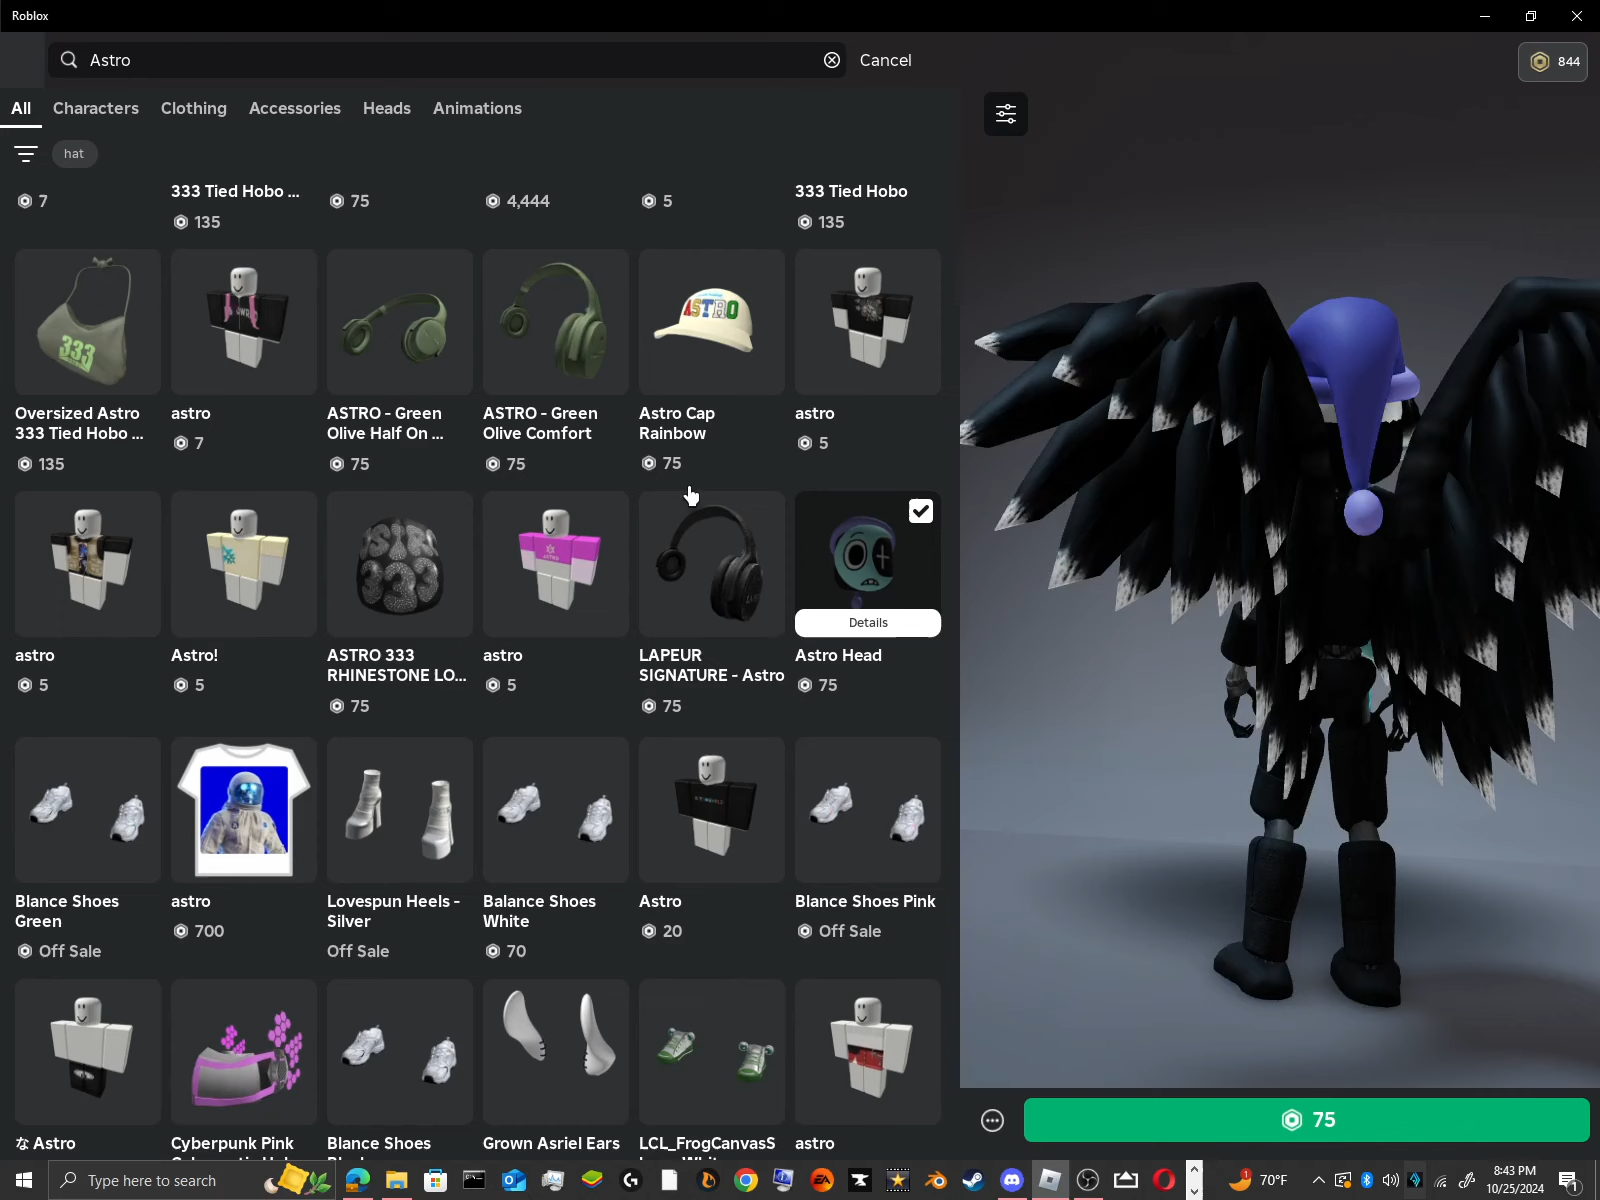 Roblox
Astro
Cancel
844
All Characters Clothing Accessories Heads Animations
hat
333 Tied Hobo ...
333 Tied Hobo
7
135
75
4,444
5
135
333
ASTRO
Oversized Astro
333 Tied Hobo ...
135
astro
7
ASTRO - Green
Olive Half On ...
75
ASTRO - Green
Olive Comfort
75
Astro Cap
Rainbow
75
astro
5
Details
astro
5
Astro!
5
ASTRO 333
RHINESTONE LO...
75
astro
5
LAPEUR
SIGNATURE - Astro
75
Astro Head
75
Blance Shoes
Green
Off Sale
astro
700
Lovespun Heels -
Silver
Off Sale
Balance Shoes
White
70
Astro
20
Blance Shoes Pink
Off Sale
な Astro
Cyberpunk Pink
Blance Shoes
Grown Asriel Ears
LCL_FrogCanvasS
astro
75
Type here to search
1
70°F
8:43 PM
10/25/2024
1